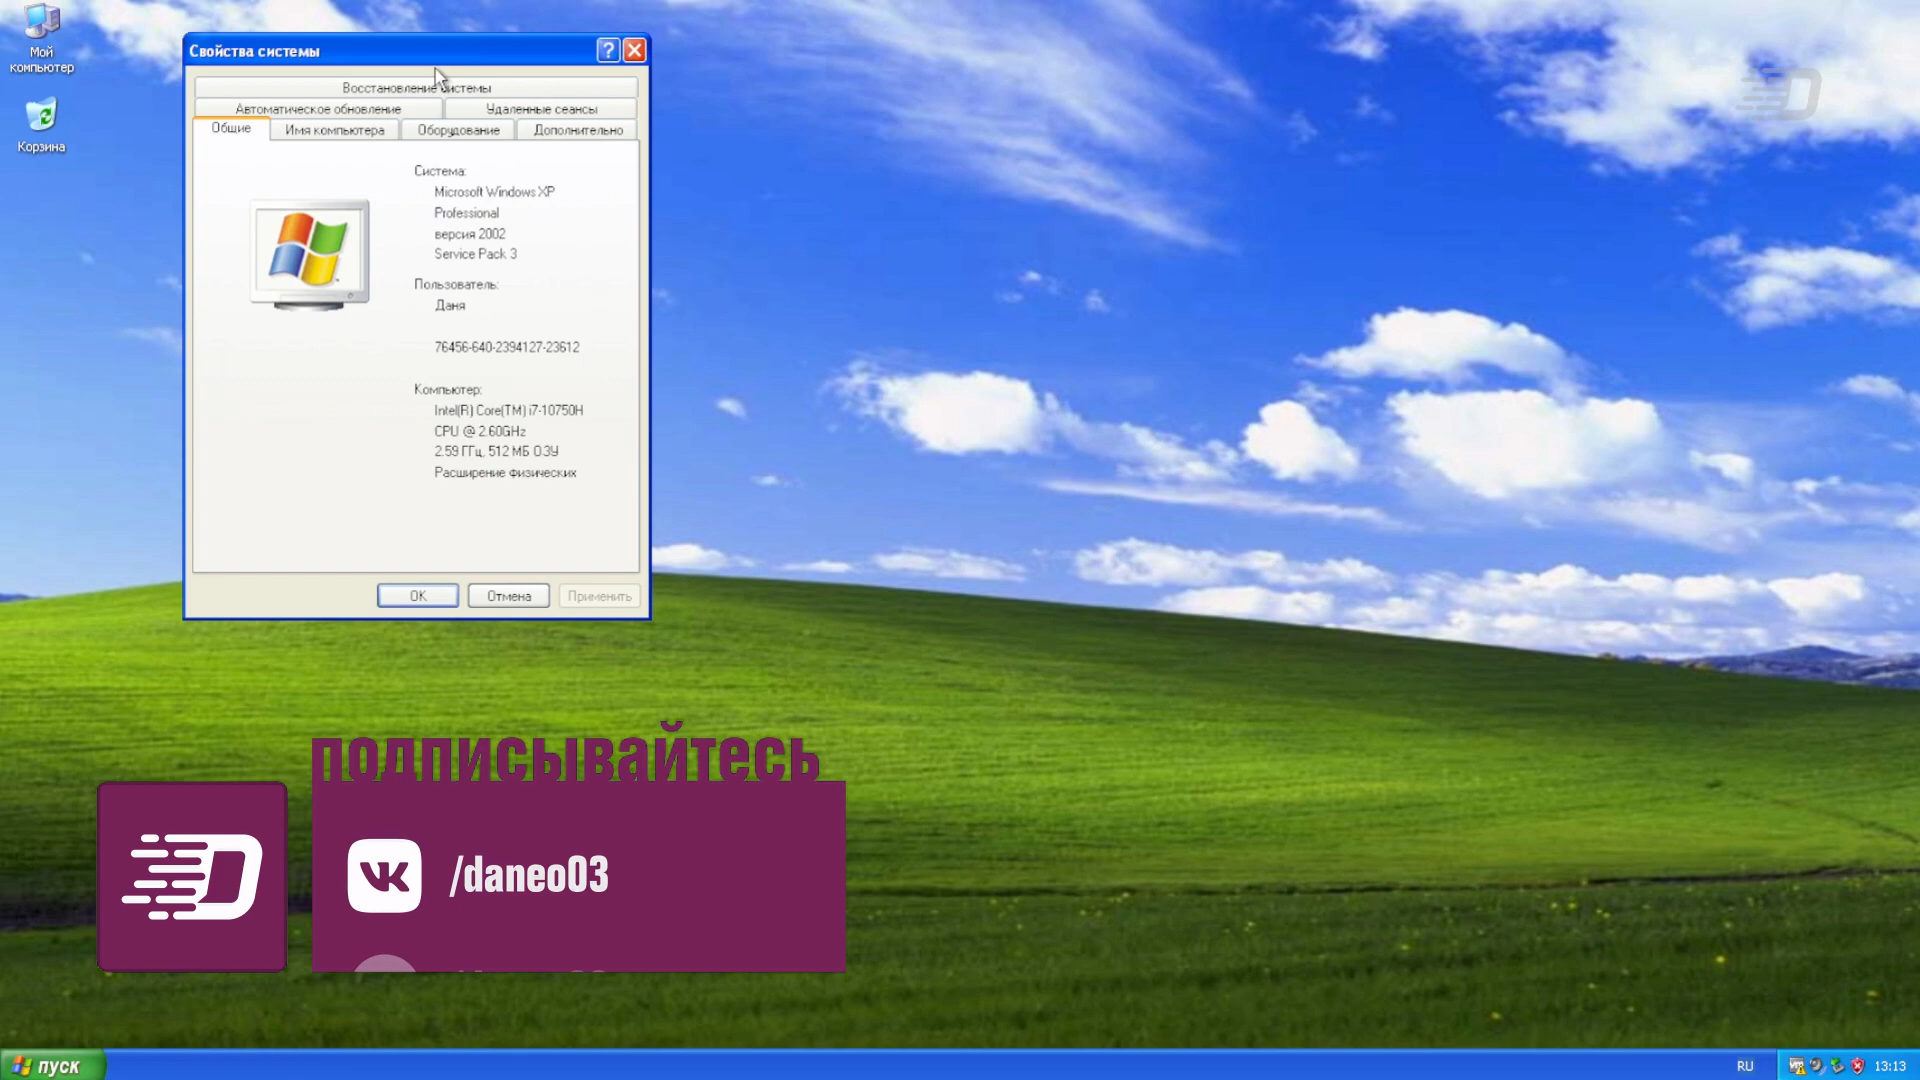 Мой
компьютер
Корзина
Свойства системы
Восстановление системы
Автоматическое обновление
Удаленные сеансы
Общие
Имя компьютера
Оборудование
Дополнительно
Система:
Microsoft Windows XP
Professional
версия 2002
Service Pack 3
Пользователь:
Даня
76456-640-2394127-23612
Компьютер:
Intel(R) Core(TM) i7-10750H
CPU @ 2.60GHz
2.59 ГГц, 512 МБ ОЗУ
Расширение физических
ОК
Отмена
Применить
подписывайтесь
/daneo03
пуск
RU
13:13